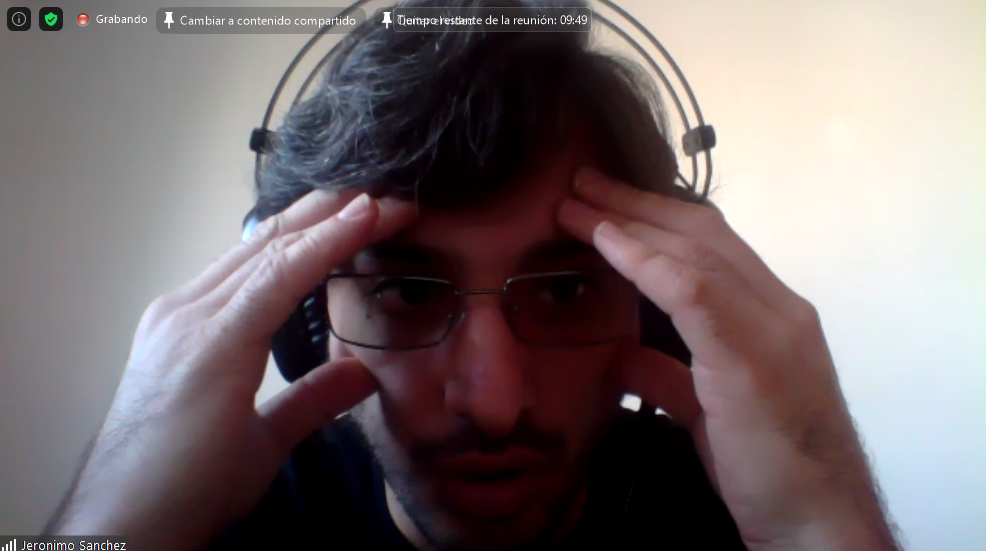 Grabando
Cambiar a contenido compartido
Tiempo restante de la reunión: 09:49
Jeronimo Sanchez